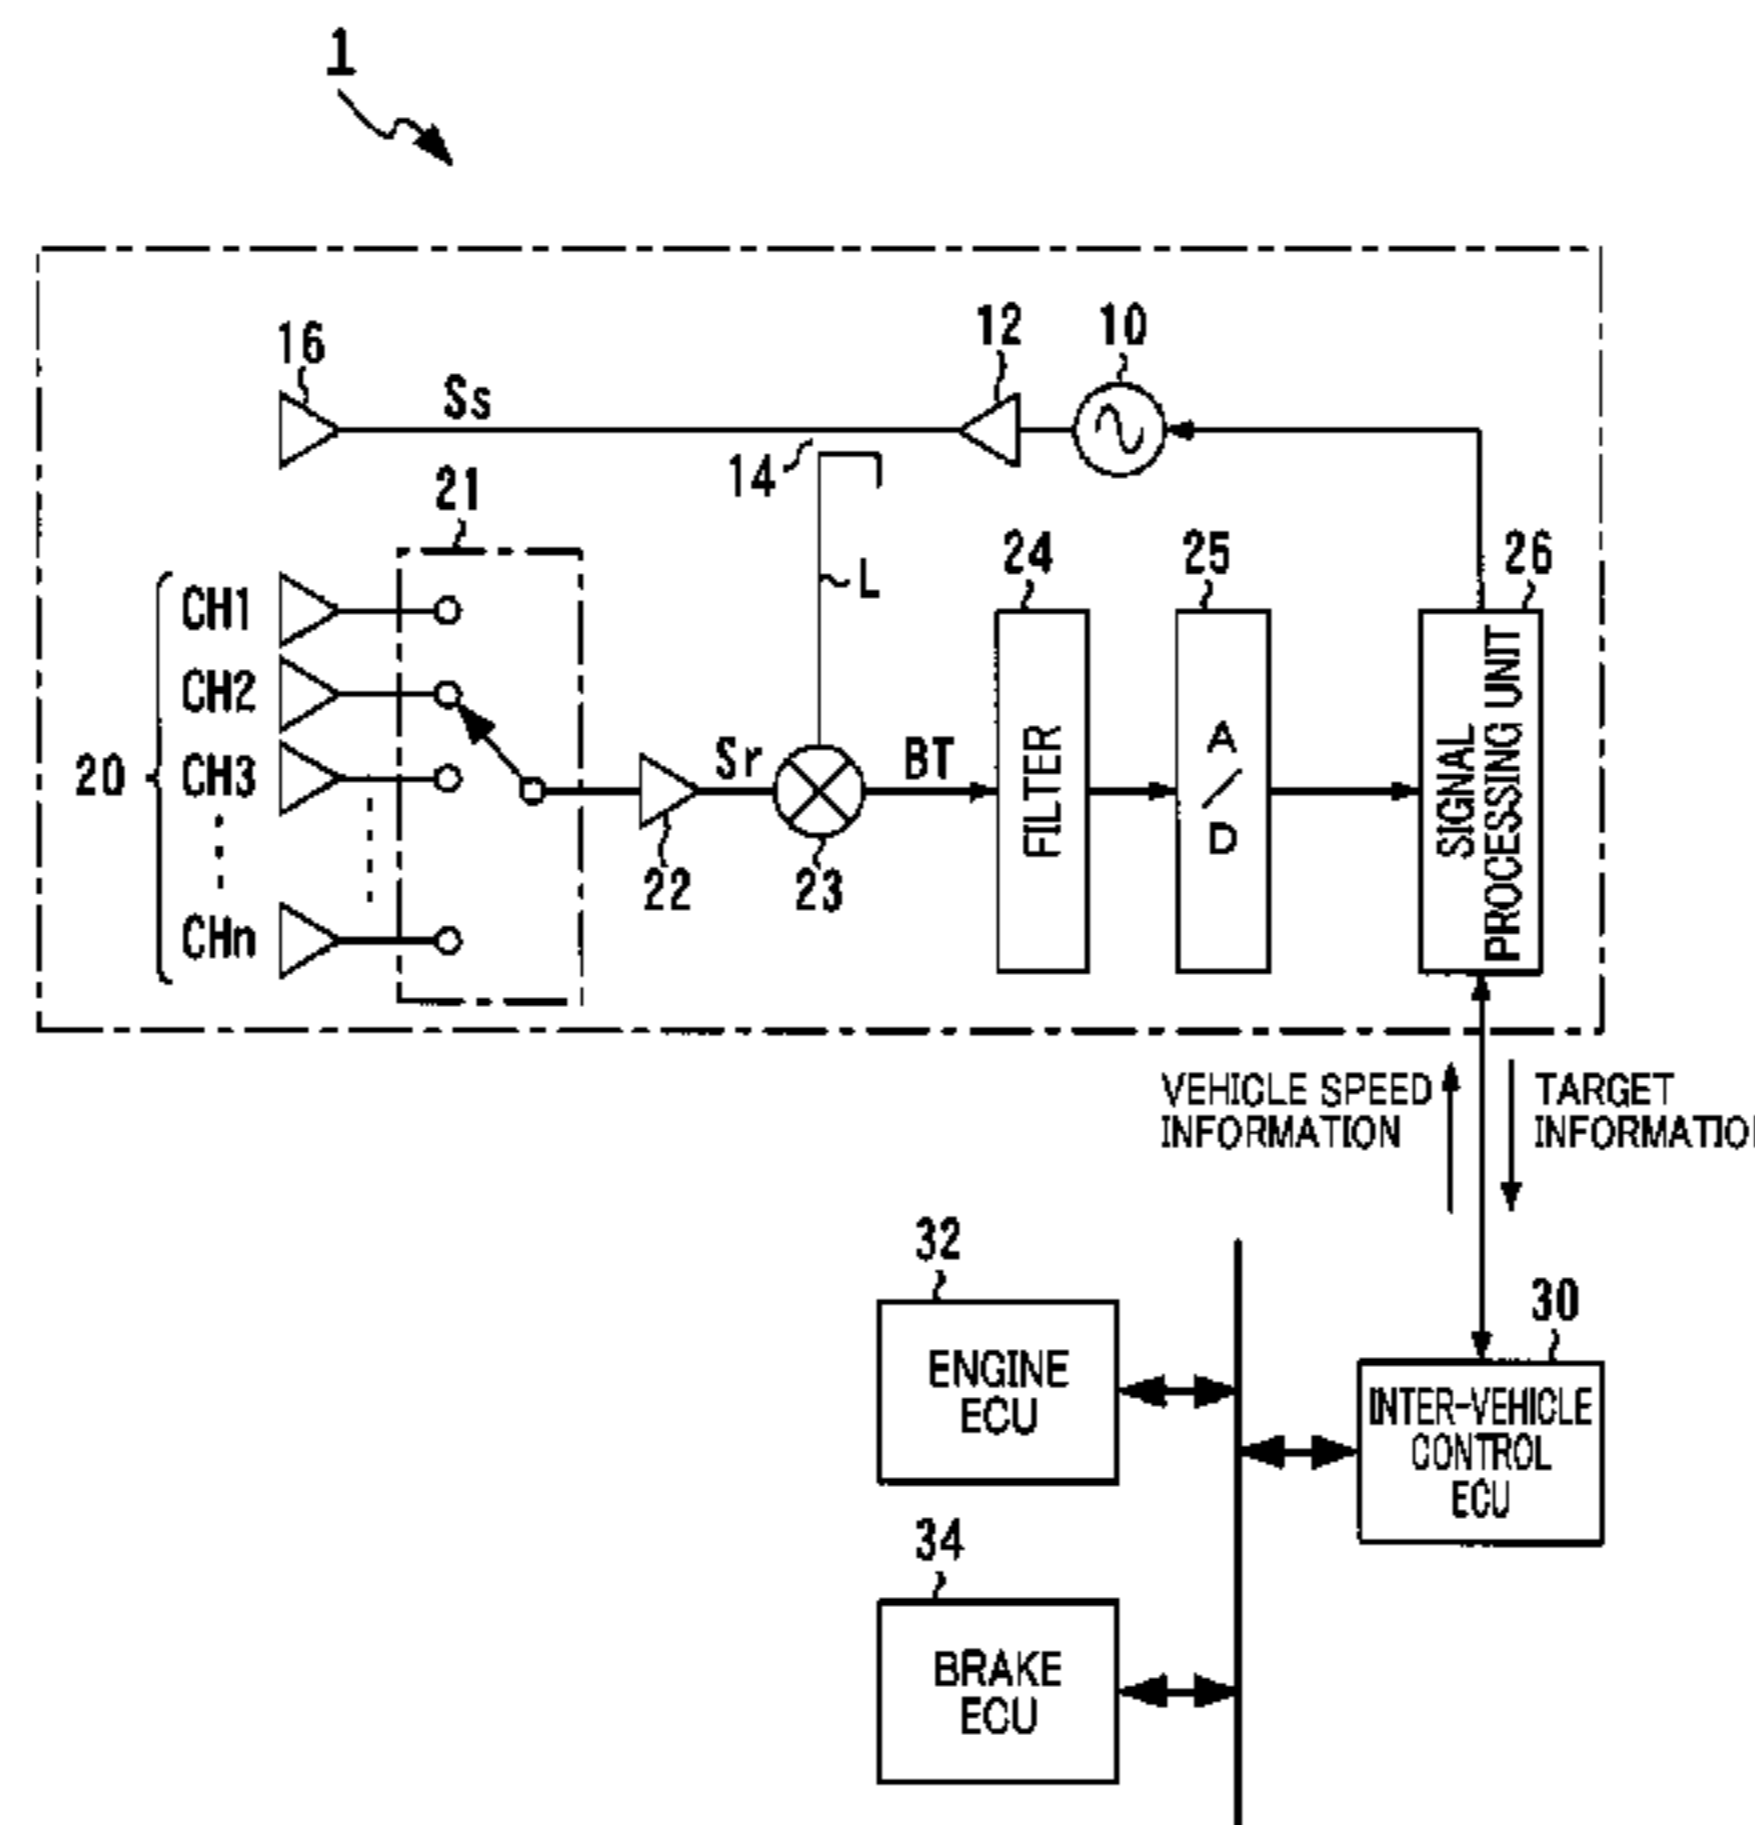 1
16
Ss
12
10
14
21
L
24
25
26
CH1
CH2
CH3
CHn
20
Sr
BT
22
23
FILTER
A/D
SIGNAL
PROCESSING UNIT
VEHICLE SPEED
INFORMATION
TARGET
INFORMATIO
32
ENGINE
ECU
30
INTER-VEHICLE
CONTROL
ECU
34
BRAKE
ECU